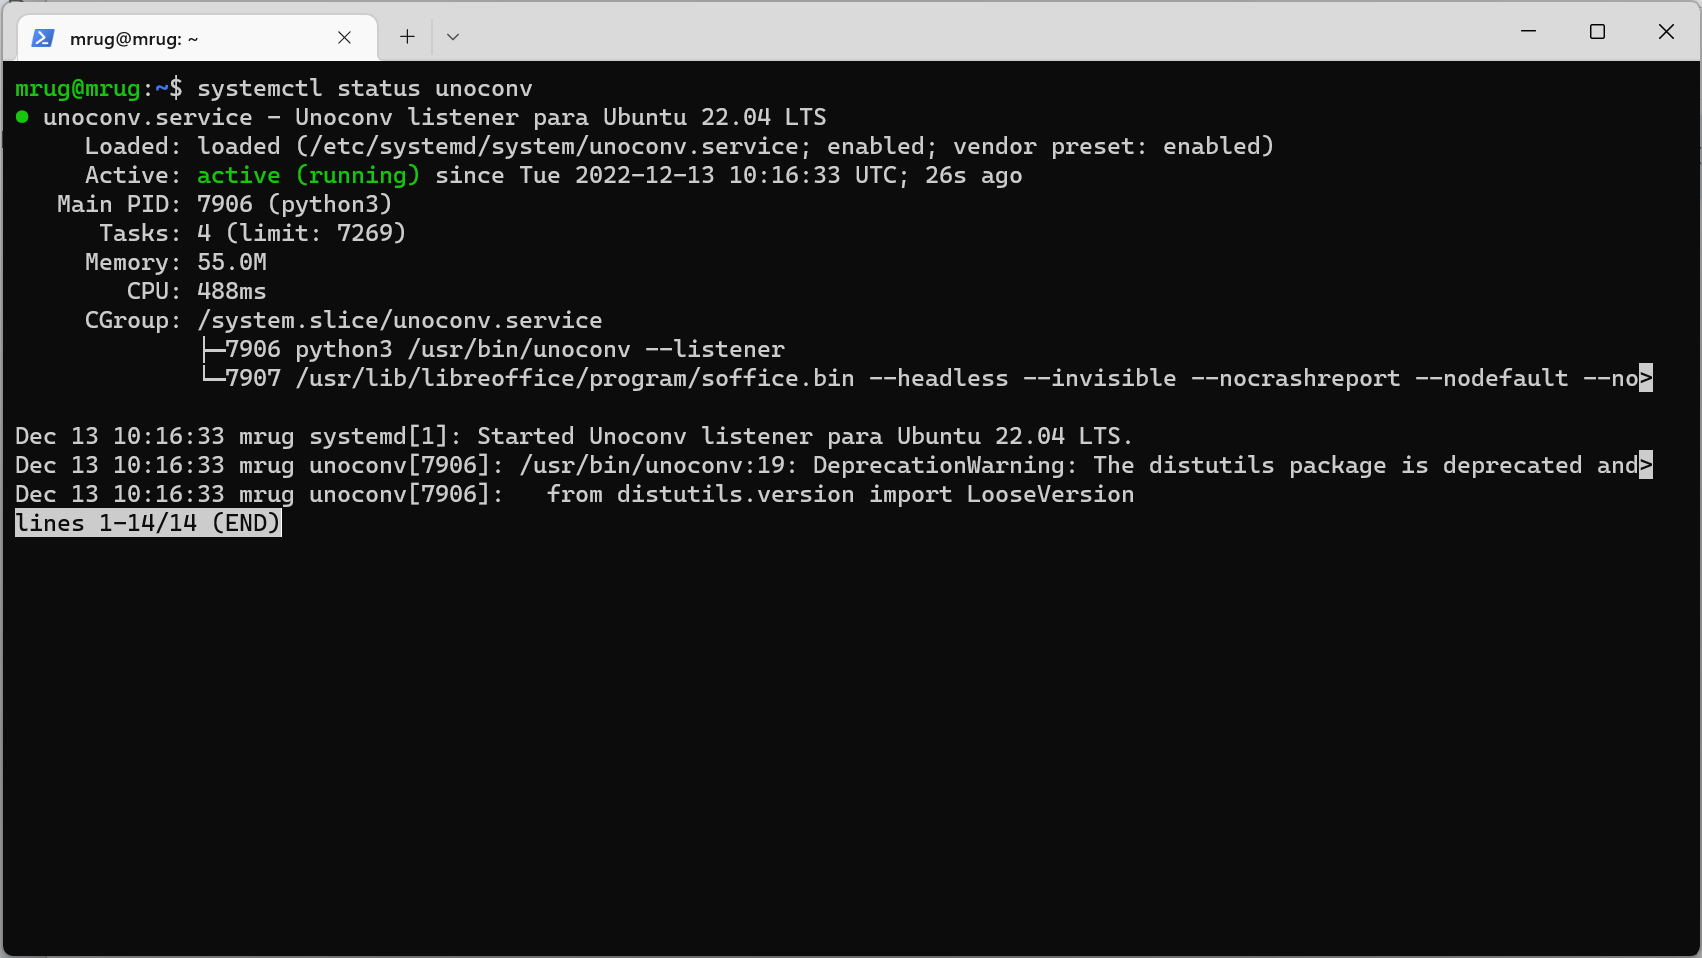 mrug@mrug: ~
mrug@mrug:~$ systemctl status unoconv
● unoconv.service - Unoconv listener para Ubuntu 22.04 LTS
     Loaded: loaded (/etc/systemd/system/unoconv.service; enabled; vendor preset: enabled)
     Active: active (running) since Tue 2022-12-13 10:16:33 UTC; 26s ago
   Main PID: 7906 (python3)
      Tasks: 4 (limit: 7269)
     Memory: 55.0M
        CPU: 488ms
     CGroup: /system.slice/unoconv.service
             ├─7906 python3 /usr/bin/unoconv --listener
             └─7907 /usr/lib/libreoffice/program/soffice.bin --headless --invisible --nocrashreport --nodefault --no>

Dec 13 10:16:33 mrug systemd[1]: Started Unoconv listener para Ubuntu 22.04 LTS.
Dec 13 10:16:33 mrug unoconv[7906]: /usr/bin/unoconv:19: DeprecationWarning: The distutils package is deprecated and>
Dec 13 10:16:33 mrug unoconv[7906]:   from distutils.version import LooseVersion
lines 1-14/14 (END)